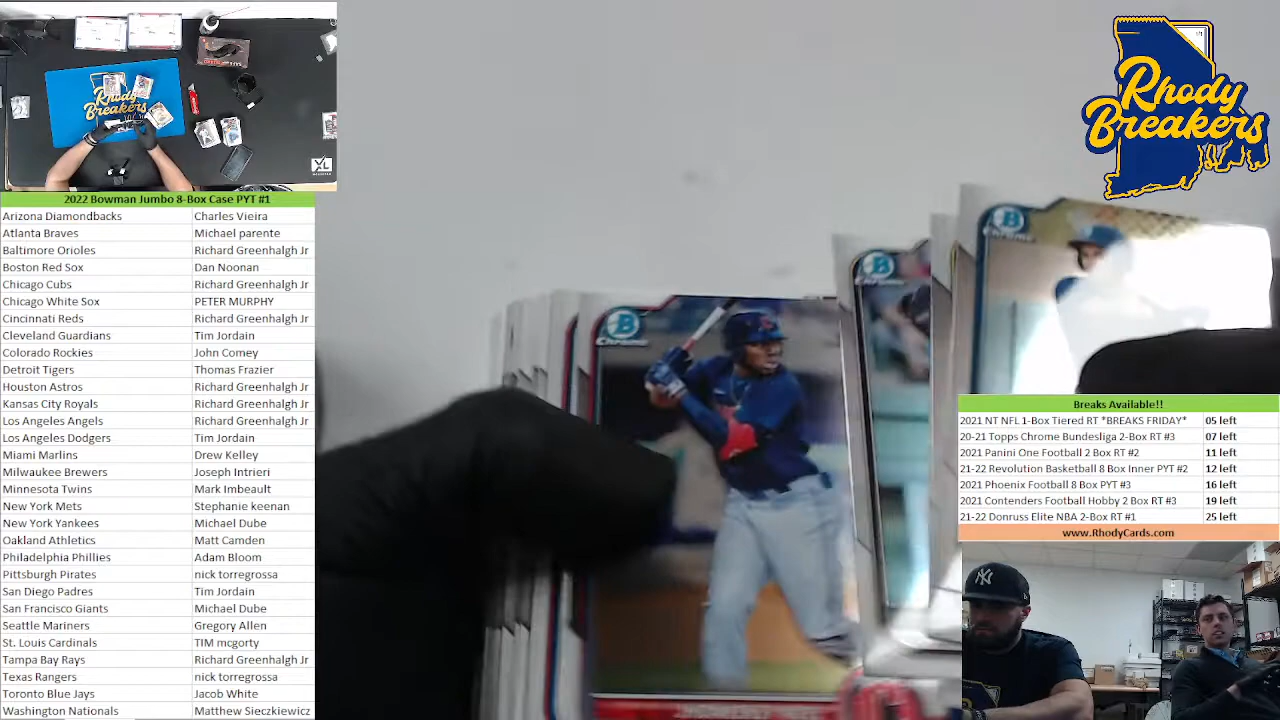 Rhody
Breakers
2022 Bowman Jumbo 8-Box Case PYT #1
Arizona Diamondbacks Charles Vieira
Atlanta Braves Michael parente
Baltimore Orioles Richard Greenhalgh Jr
Boston Red Sox Dan Noonan
Chicago Cubs Richard Greenhalgh Jr
Chicago White Sox PETER MURPHY
Cincinnati Reds Richard Greenhalgh Jr
Cleveland Guardians Tim Jordain
Colorado Rockies John Comey
Detroit Tigers Thomas Frazier
Houston Astros Richard Greenhalgh Jr
Kansas City Royals Richard Greenhalgh Jr
Los Angeles Angels Richard Greenhalgh Jr
Los Angeles Dodgers Tim Jordain
Miami Marlins Drew Kelley
Milwaukee Brewers Joseph Intrieri
Minnesota Twins Mark Imbeault
New York Mets Stephanie keenan
New York Yankees Michael Dube
Oakland Athletics Matt Camden
Philadelphia Phillies Adam Bloom
Pittsburgh Pirates nick torregrossa
San Diego Padres Tim Jordain
San Francisco Giants Michael Dube
Seattle Mariners Gregory Allen
St. Louis Cardinals TIM mcgorty
Tampa Bay Rays Richard Greenhalgh Jr
Texas Rangers nick torregrossa
Toronto Blue Jays Jacob White
Washington Nationals Matthew Sieczkiewicz
XL
B
Chrome
B
Chrome
B
Chrome
Rhody
Breakers
Breaks Available!!
2021 NT NFL 1-Box Tiered RT *BREAKS FRIDAY* 05 left
20-21 Topps Chrome Bundesliga 2-Box RT #3 07 left
2021 Panini One Football 2 Box RT #2 11 left
21-22 Revolution Basketball 8 Box Inner PYT #2 12 left
2021 Phoenix Football 8 Box PYT #3 16 left
2021 Contenders Football Hobby 2 Box RT #3 19 left
21-22 Donruss Elite NBA 2-Box RT #1 25 left
www.RhodyCards.com
NY